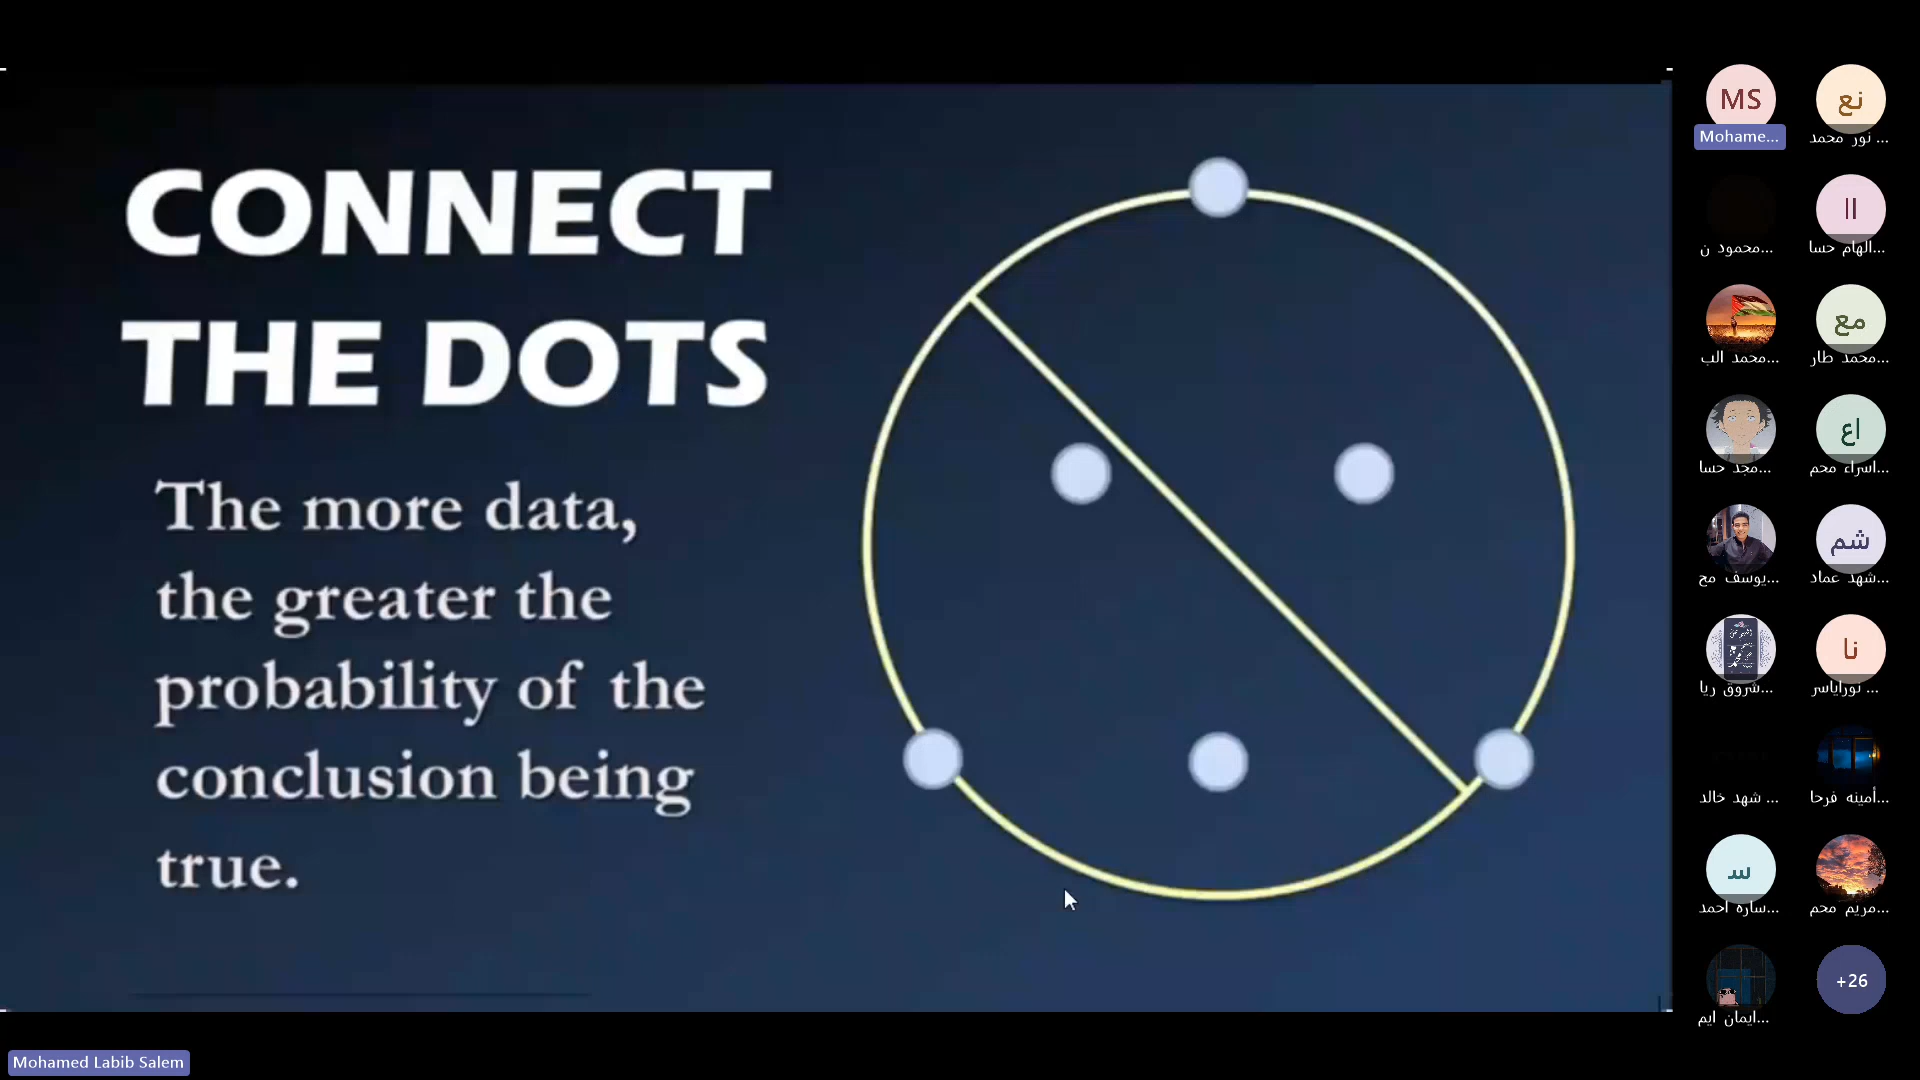 CONNECT
THE DOTS
The more data,
the greater the
probability of the
conclusion being
true.
MS
Mohame...
نع
نور محمد ...
محمود ن...
اا
الهام حسا...
محمد الب...
مع
محمد طار...
مجد حسا...
اع
اسراء محم...
يوسف مح...
شم
شهد عماد...
شروق ريا...
نا
نوراياسر ...
شهد خالد ...
أمينه فرحا...
س
ساره احمد...
مريم محم...
ايمان ايم...
+26
Mohamed Labib Salem